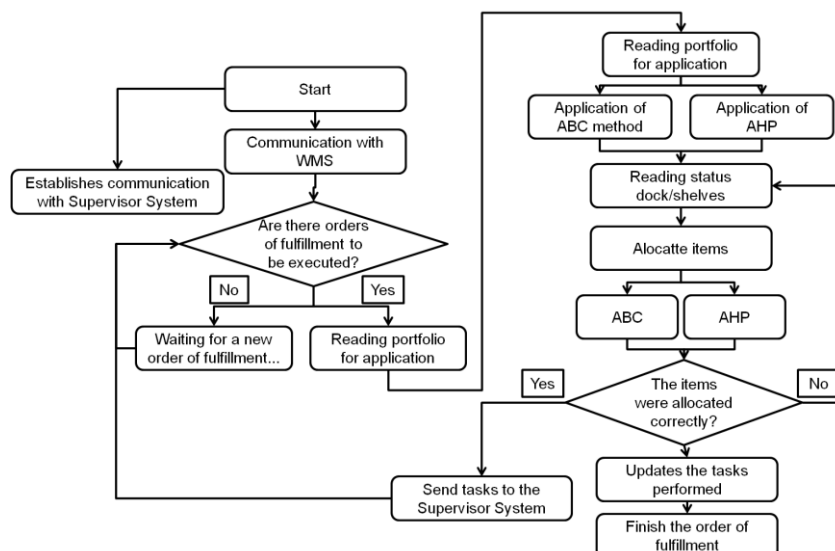 Start
Communication with
WMS
Establishes communication
with Supervisor System
Are there orders
of fulfillment to
be executed?
No
Yes
Waiting for a new
order of fulfillment...
Reading portfolio
for application
Reading portfolio
for application
Application of
ABC method
Application of
AHP
Reading status
dock/shelves
Alocatte items
ABC
AHP
Yes
The items
were allocated
correctly?
No
Send tasks to the
Supervisor System
Updates the tasks
performed
Finish the order of
fulfillment